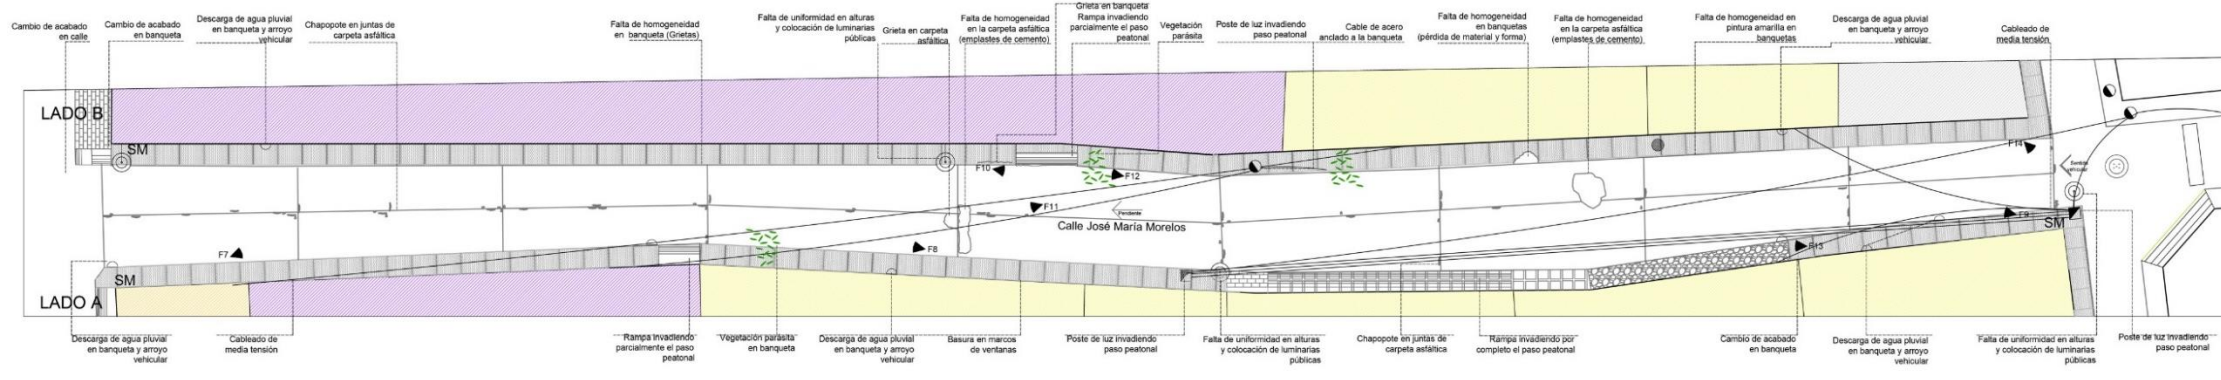 Cambio de acabado
en calle
Cambio de acabado
en banqueta
Descarga de agua pluvial
en banqueta y arroyo
vehicular
Chapopote en juntas de
carpeta asfáltica
Falta de homogeneidad
en banqueta (Grietas)
Falta de uniformidad en alturas
y colocación de luminarias
públicas
Grieta en carpeta
asfáltica
Falta de homogeneidad
en la carpeta asfáltica
(emplastes de cemento)
Grieta en banqueta
Rampa invadiendo
parcialmente el paso
peatonal
Vegetación
parásita
Poste de luz invadiendo
paso peatonal
Cable de acero
anclado a la banqueta
Falta de homogeneidad
en banquetas
(pérdida de material y forma)
Falta de homogeneidad
en la carpeta asfáltica
(emplastes de cemento)
Falta de homogeneidad en
pintura amarilla en
banquetas
Descarga de agua pluvial
en banqueta y arroyo
vehicular
Cableado de
media tensión
LADO B
SM
F10
F12
F14
Sentido
vehicular
F11
Pendiente
Calle José María Morelos
F9
SM
F7
F8
F13
SM
LADO A
Descarga de agua pluvial
en banqueta y arroyo
vehicular
Cableado de
media tensión
Rampa invadiendo
parcialmente el paso
peatonal
Vegetación parásita
en banqueta
Descarga de agua pluvial
en banqueta y arroyo
vehicular
Basura en marcos
de ventanas
Poste de luz invadiendo
paso peatonal
Falta de uniformidad en alturas
y colocación de luminarias
públicas
Chapopote en juntas de
carpeta asfáltica
Rampa invadiendo por
completo el paso peatonal
Cambio de acabado
en banqueta
Descarga de agua pluvial
en banqueta y arroyo
vehicular
Falta de uniformidad en alturas
y colocación de luminarias
públicas
Poste de luz invadiendo
paso peatonal